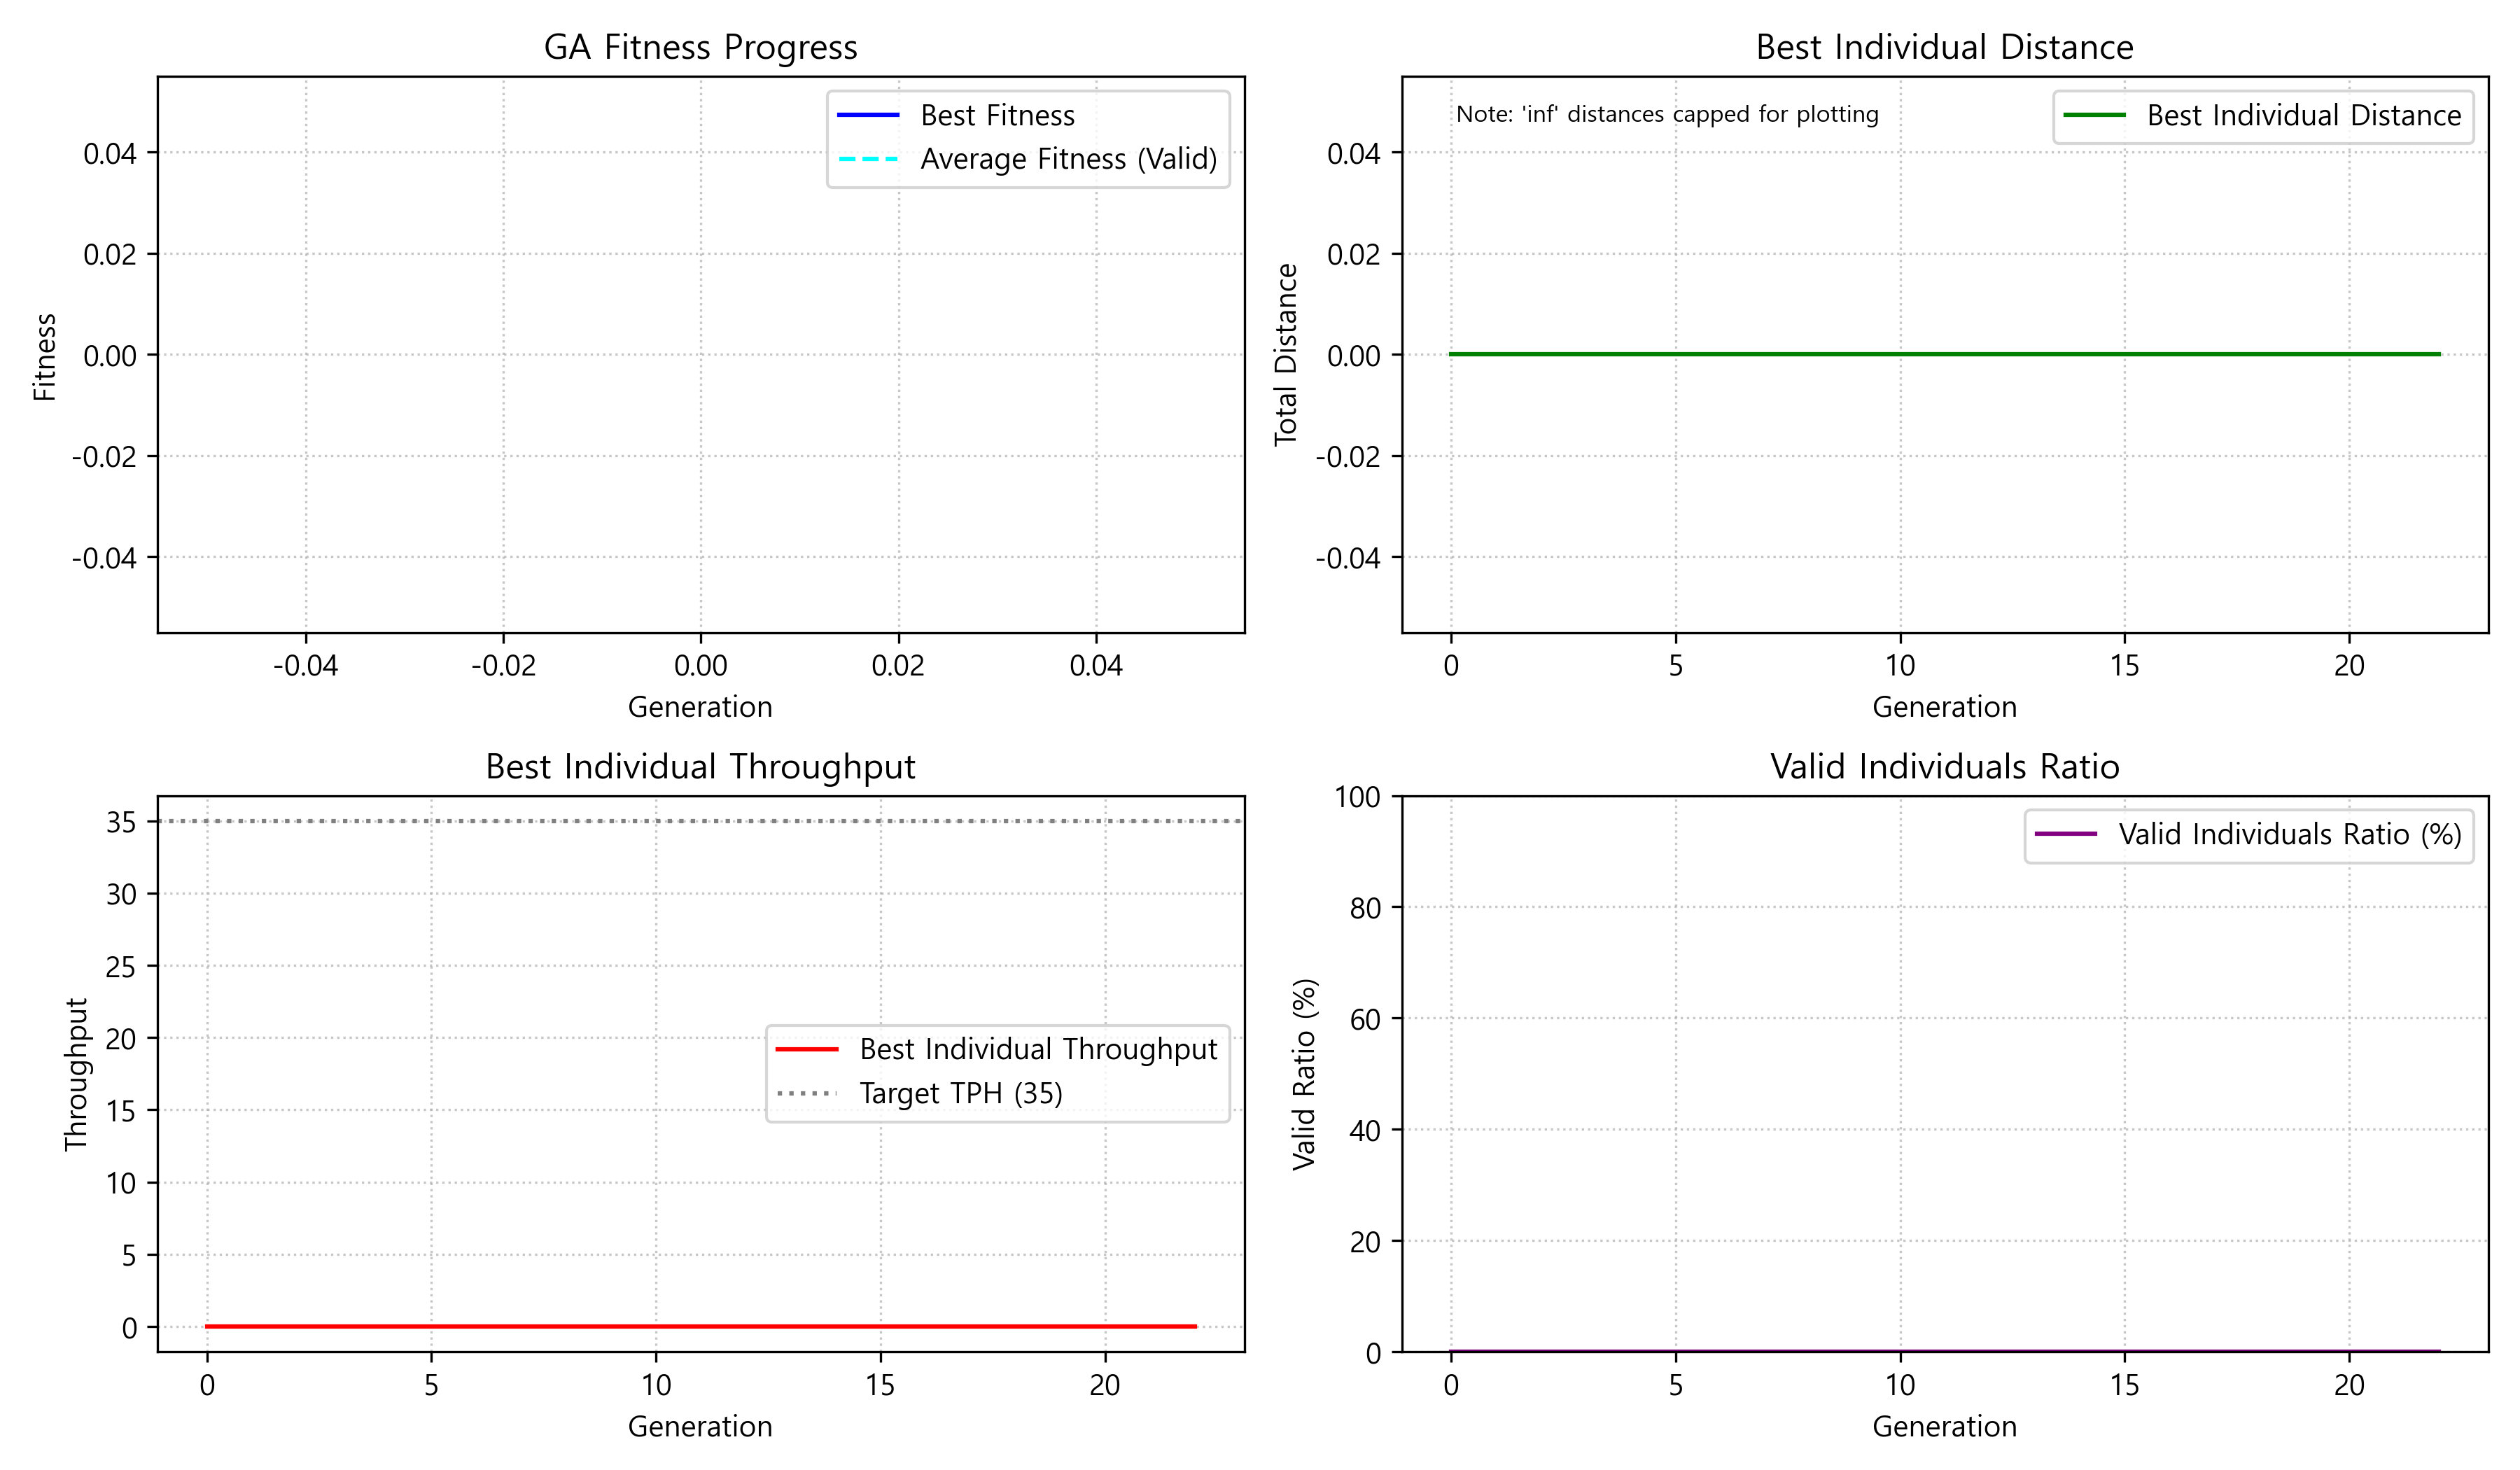 GA Fitness Progress
Best Fitness
Average Fitness (Valid)
Fitness
0.04
0.02
0.00
-0.02
-0.04
-0.04 -0.02 0.00 0.02 0.04
Generation
Best Individual Distance
Note: 'inf' distances capped for plotting
Best Individual Distance
Total Distance
0.04
0.02
0.00
-0.02
-0.04
0 5 10 15 20
Generation
Best Individual Throughput
Throughput
35
30
25
20
15
10
5
0
Best Individual Throughput
Target TPH (35)
0 5 10 15 20
Generation
Valid Individuals Ratio
Valid Individuals Ratio (%)
Valid Ratio (%)
100
80
60
40
20
0
0 5 10 15 20
Generation